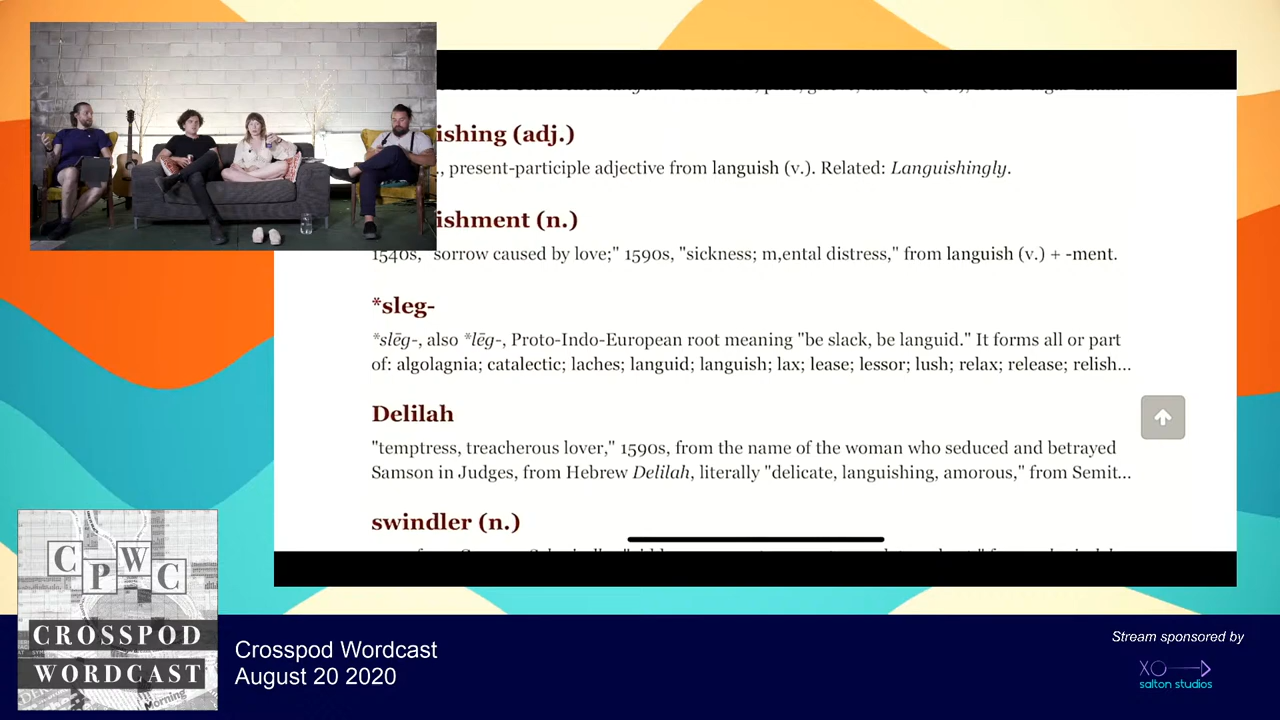 ishing (adj.)
., present-participle adjective from languish (v.). Related: Languishingly.
ishment (n.)
1540s, "sorrow caused by love;" 1590s, "sickness; m,ental distress," from languish (v.) + -ment.
*sleg-
*slēg-, also *lēg-, Proto-Indo-European root meaning "be slack, be languid." It forms all or part
of: algolagnia; catalectic; laches; languid; languish; lax; lease; lessor; lush; relax; release; relish...
Delilah
"temptress, treacherous lover," 1590s, from the name of the woman who seduced and betrayed
Samson in Judges, from Hebrew Delilah, literally "delicate, languishing, amorous," from Semit...
swindler (n.)
C P W C
CROSSPOD
WORDCAST
Morning
Crosspod Wordcast
August 20 2020
Stream sponsored by
XO
salton studios